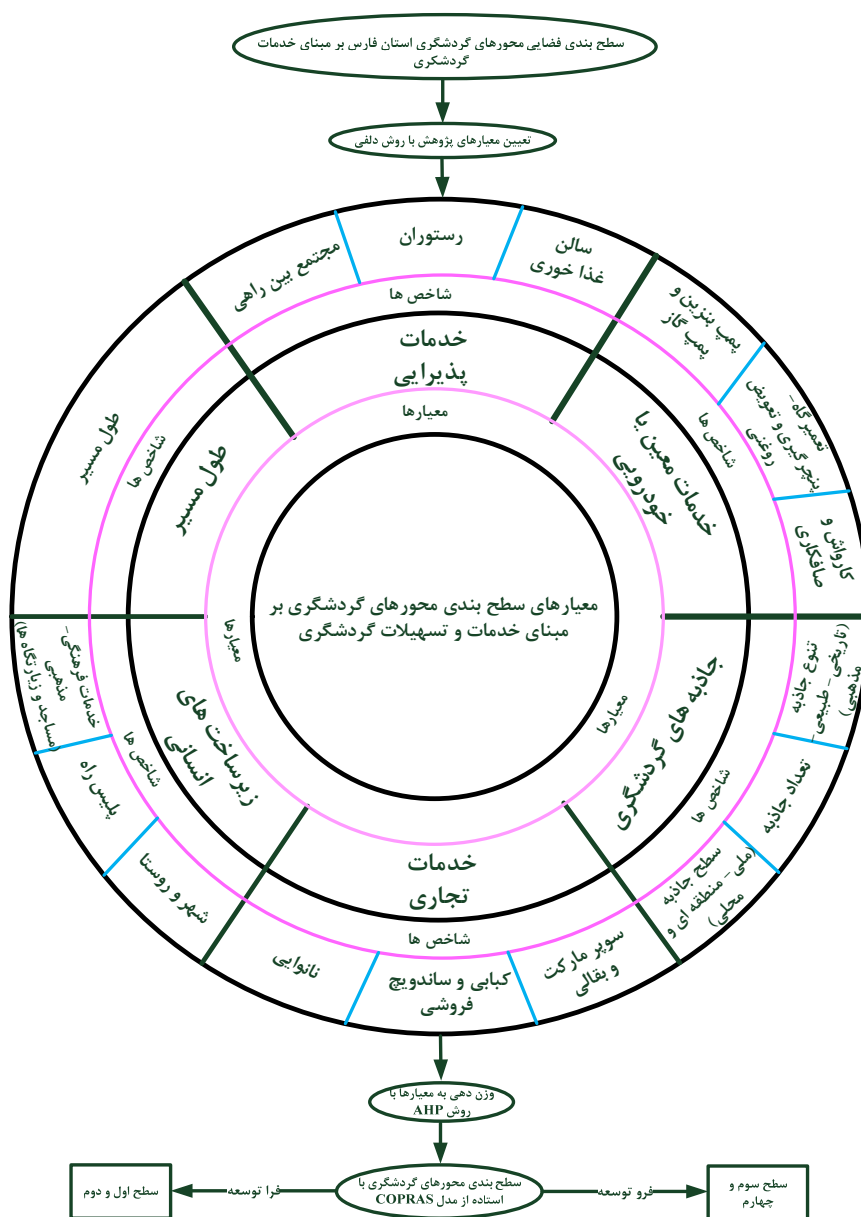 سطح بندی فضایی محورهای گردشگری استان فارس بر مبنای خدمات
گردشگری
تعیین معیارهای پژوهش با روش دلفی
مجتمع بین راهی
رستوران
سالن
غذا خوری
پمپ بنزین و
پمپ گاز
تعمیر گاه -
پنچر گیری و تعویض
روغنی
کارواش و
صافکاری
شاخص ها
شاخص ها
شاخص ها
طول مسیر
خدمات
پذیرایی
معیارها
طول مسیر
خدمات معین یا
خودرویی
معیارهای سطح بندی محورهای گردشگری بر
مبنای خدمات و تسهیلات گردشگری
معیارها
معیارها
جاذبه های گردشگری
شاخص ها
تنوع جاذبه
(تاریخی - طبیعی -
مذهبی)
تعداد جاذبه
سطح جاذبه
(ملی - منطقه ای و
محلی)
زیرساخت های
انسانی
شاخص ها
خدمات فرهنگی -
مذهبی
(مساجد و زیارتگاه ها)
پلیس راه
شهر و روستا
خدمات
تجاری
شاخص ها
سوپر مارکت
و بقالی
کبابی و ساندویچ
فروشی
نانوایی
وزن دهی به معیارها با
روش AHP
سطح بندی محورهای گردشگری با
استاده از مدل COPRAS
فرو توسعه
سطح سوم و
چهارم
فرا توسعه
سطح اول و دوم